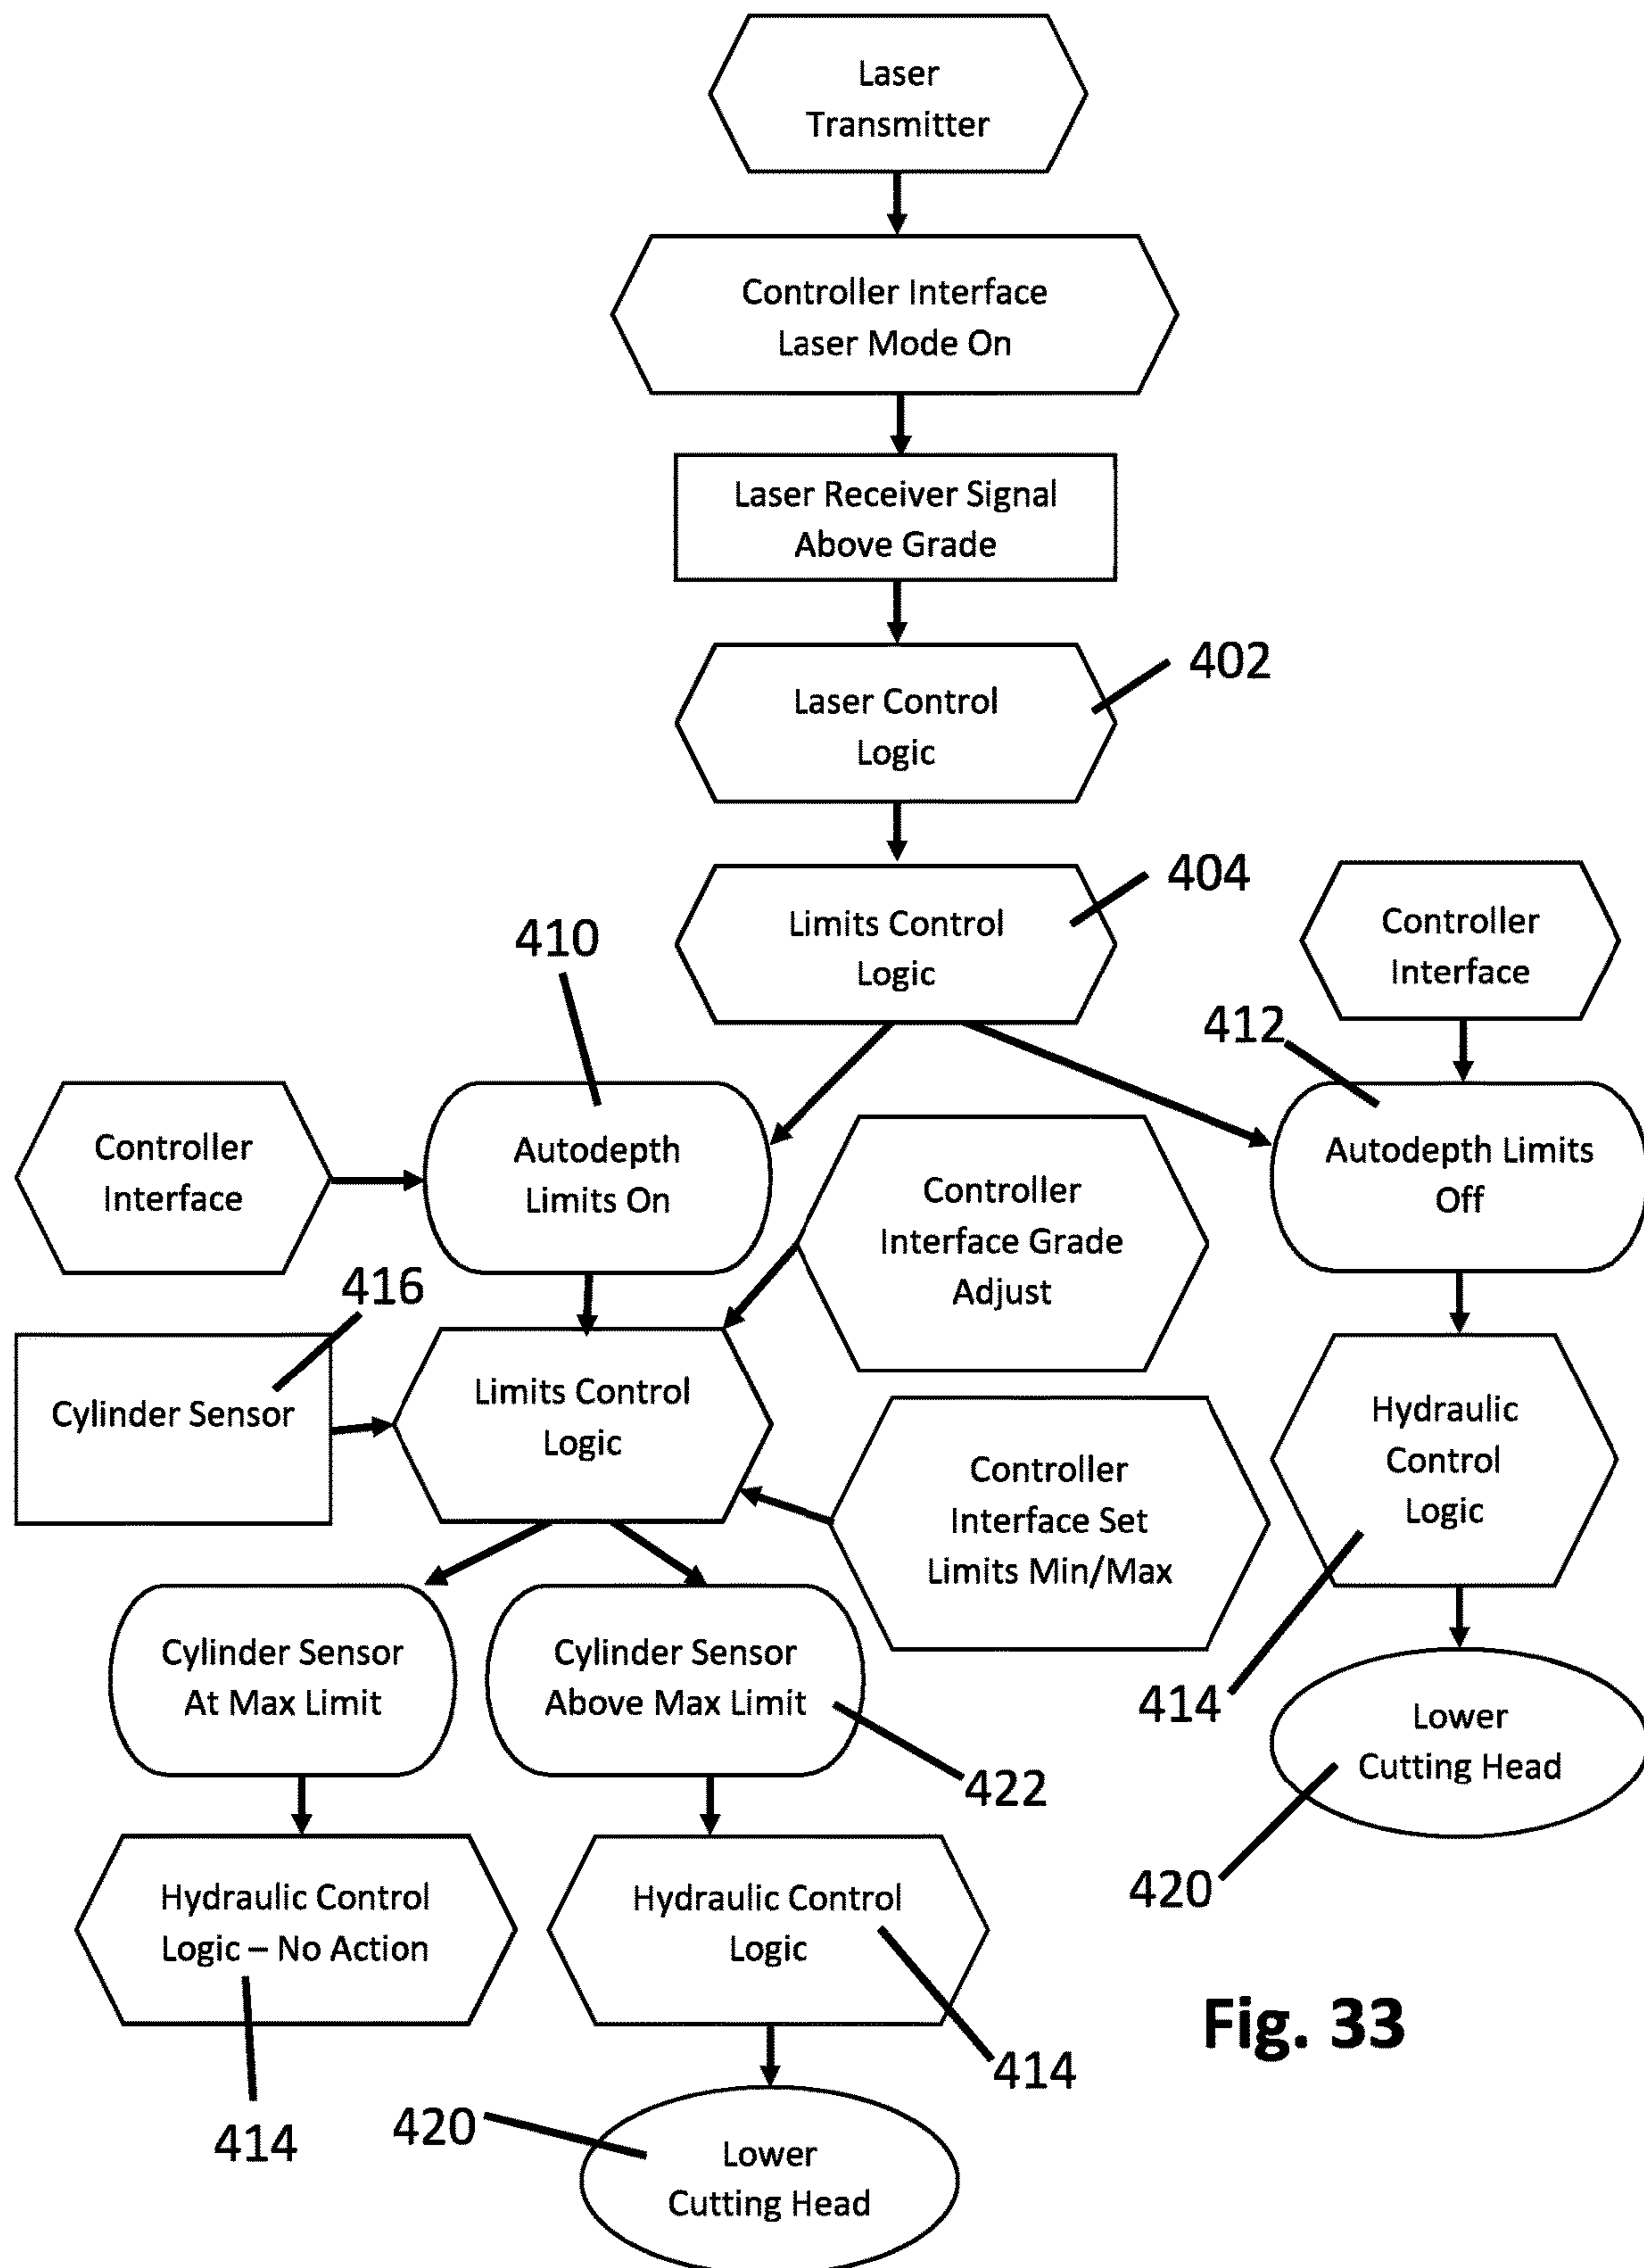 Laser
Transmitter
Controller Interface
Laser Mode On
Laser Receiver Signal
Above Grade
Laser Control
Logic
402
Limits Control
Logic
404
Controller
Interface
410
412
Controller
Interface
Autodepth
Limits On
Controller
Interface Grade
Adjust
Autodepth Limits
Off
416
Cylinder Sensor
Limits Control
Logic
Controller
Interface Set
Limits Min/Max
Hydraulic
Control
Logic
414
Cylinder Sensor
At Max Limit
Cylinder Sensor
Above Max Limit
422
Lower
Cutting Head
420
Hydraulic Control
Logic – No Action
414
Hydraulic Control
Logic
414
Fig. 33
420
Lower
Cutting Head